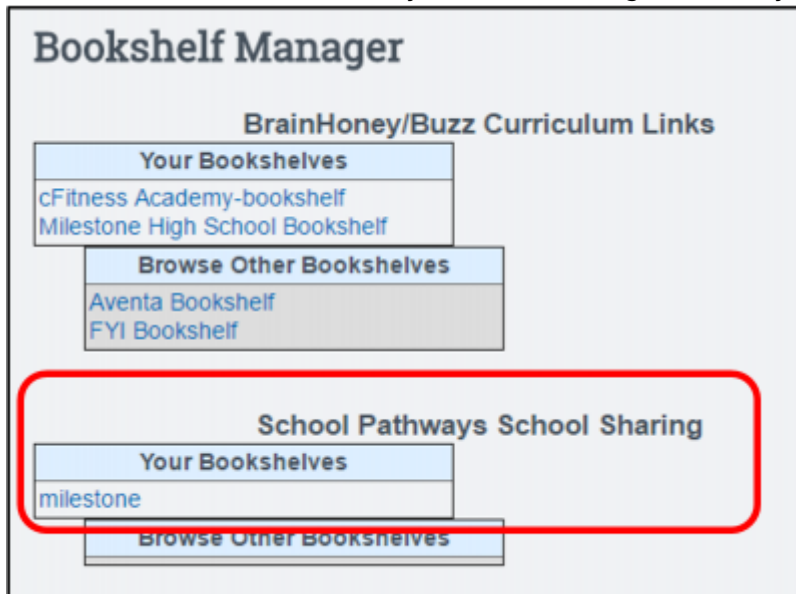 Bookshelf Manager
BrainHoney/Buzz Curriculum Links
Your Bookshelves
cFitness Academy-bookshelf
Milestone High School Bookshelf
Browse Other Bookshelves
Aventa Bookshelf
FYI Bookshelf
School Pathways School Sharing
Your Bookshelves
milestone
Browse Other Bookshelves